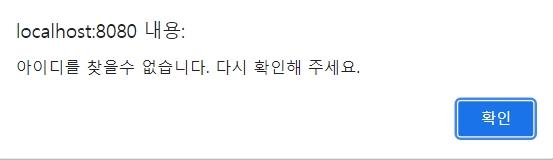 localhost:8080 내용:
아이디를 찾을수 없습니다. 다시 확인해 주세요.
확인